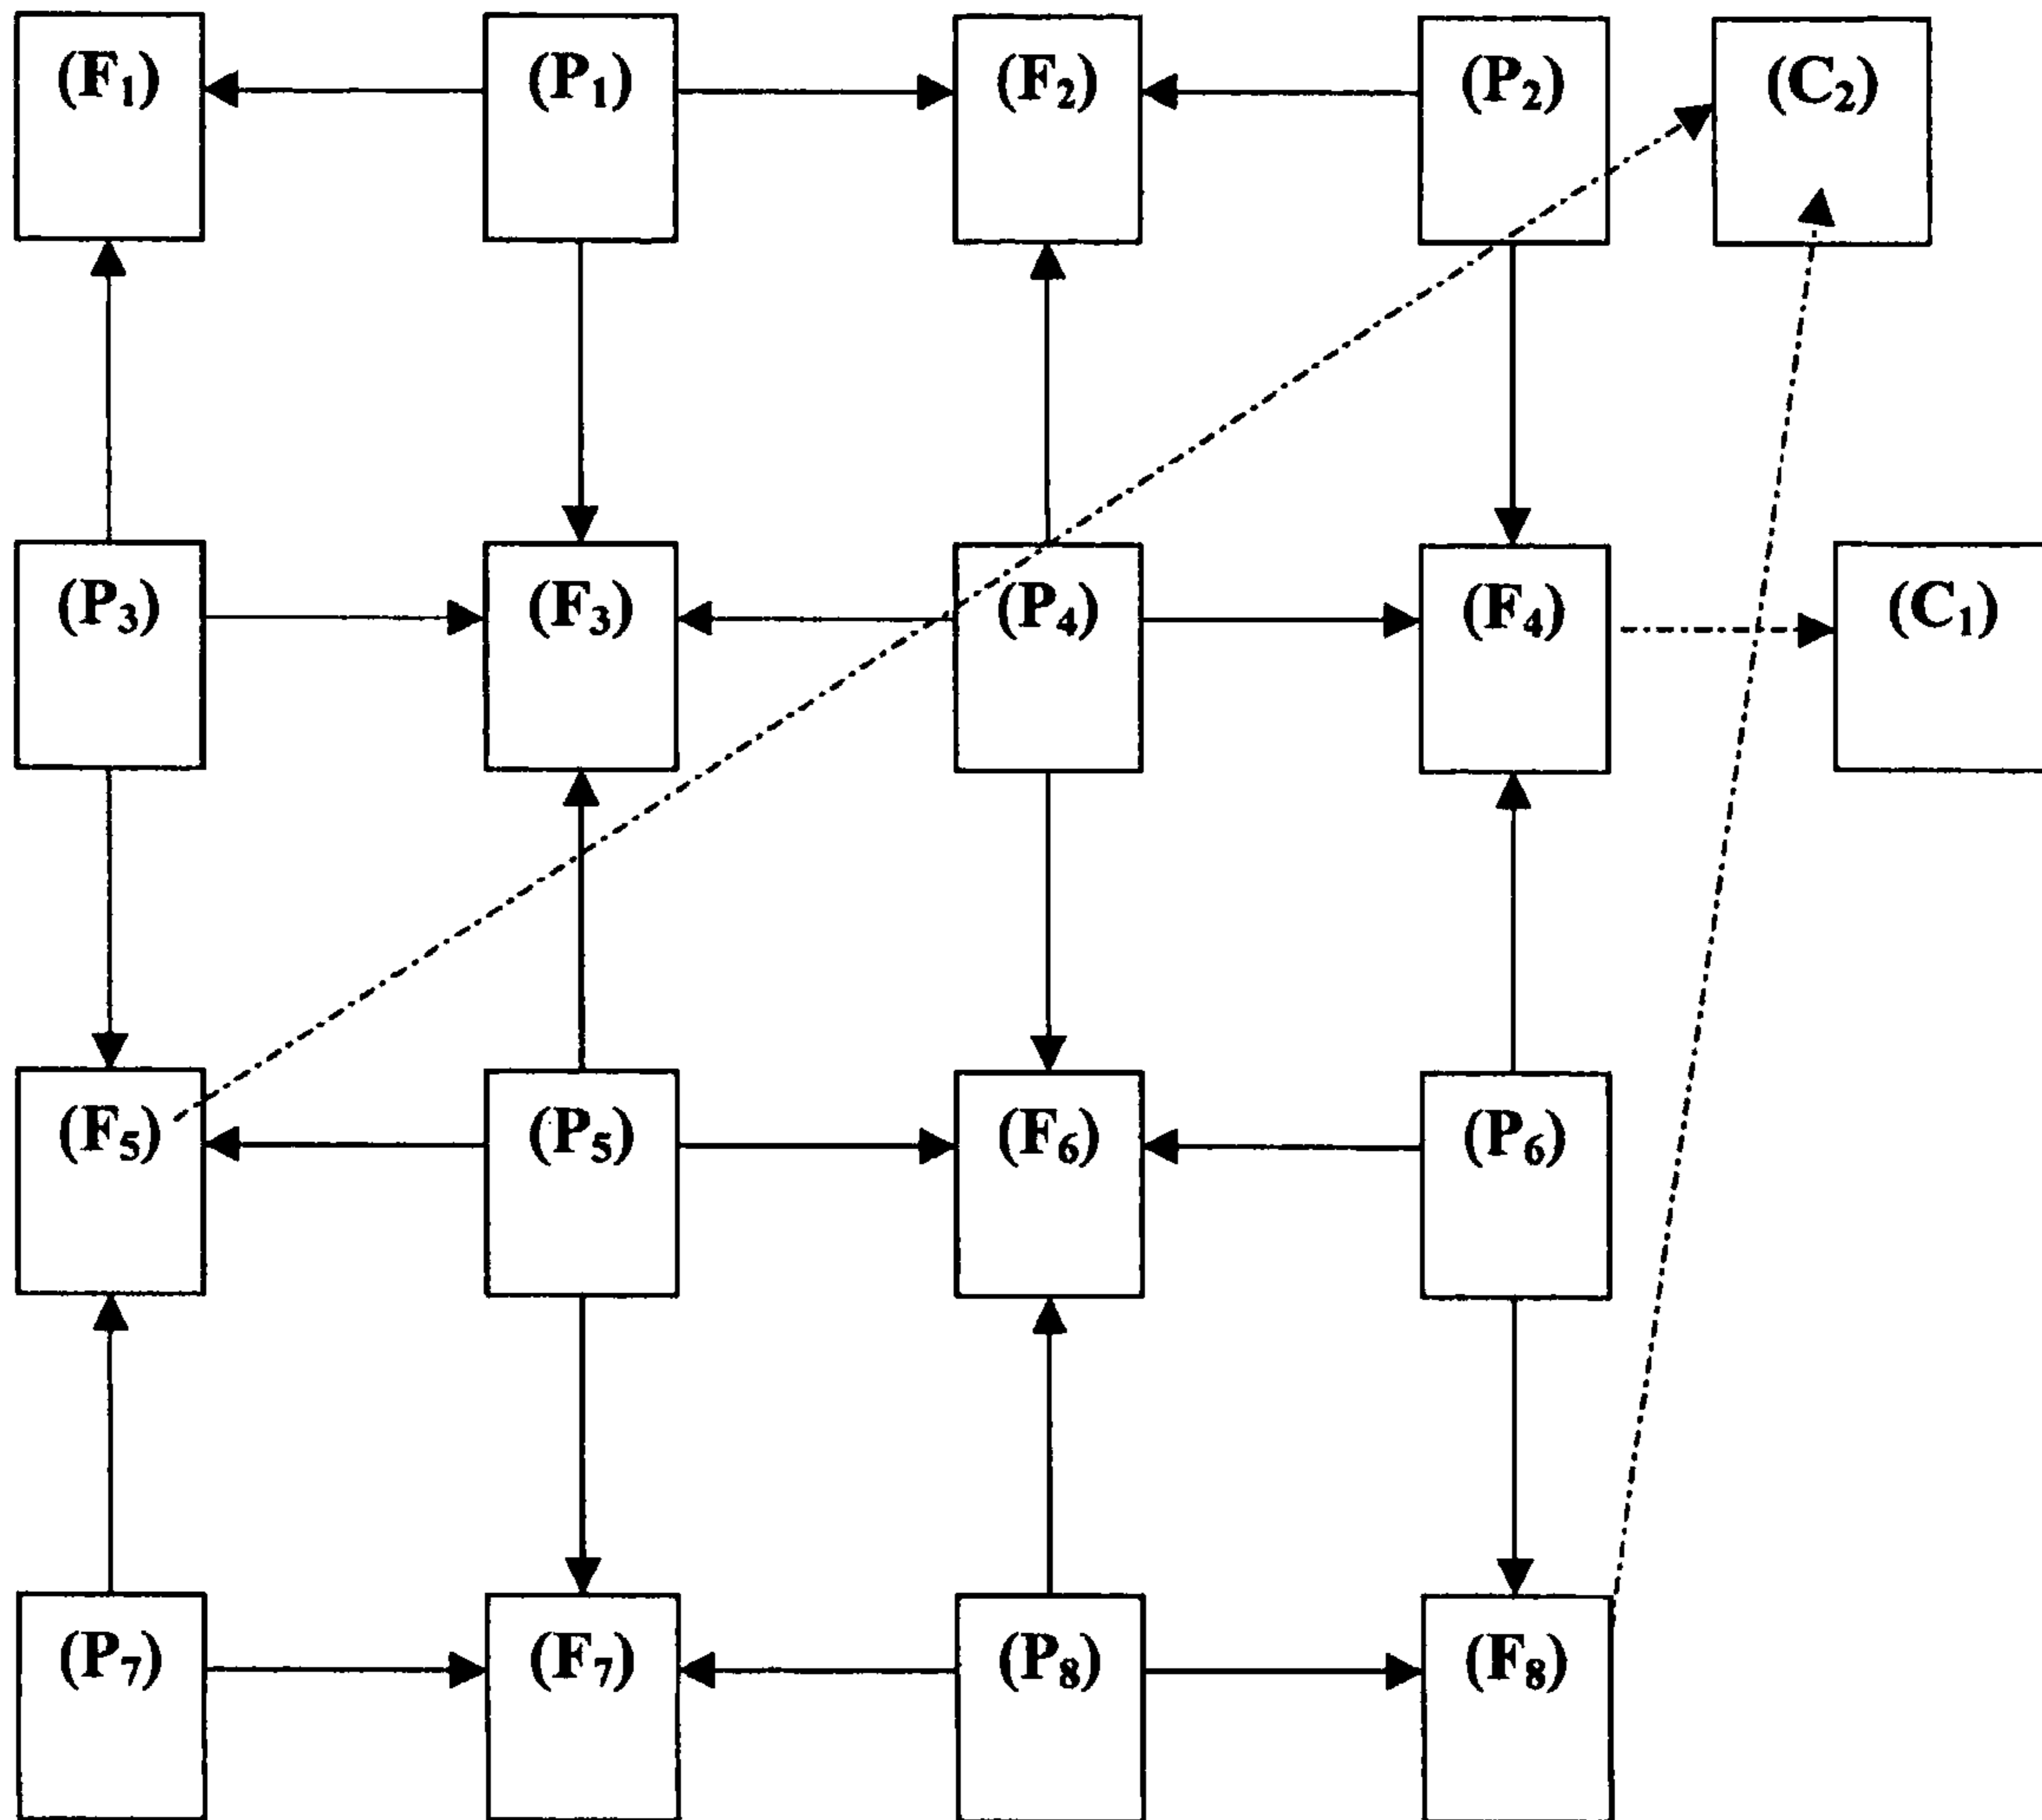 (F₁) (P₁) (F₂) (P₂) (C₂)
(P₃) (F₃) (P₄) (F₄) (C₁)
(F₅) (P₅) (F₆) (P₆)
(P₇) (F₇) (P₈) (F₈)